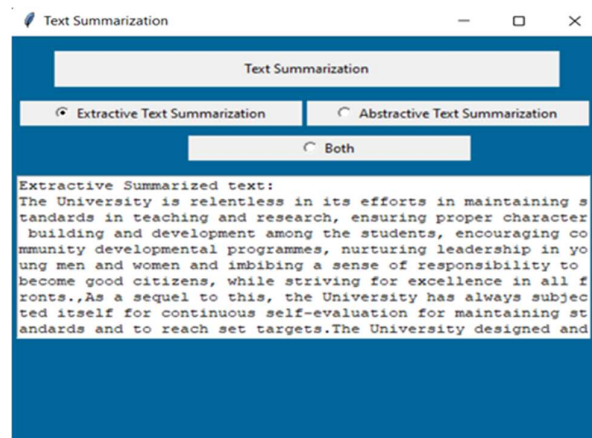 Text Summarization
Text Summarization
Extractive Text Summarization
Abstractive Text Summarization
Both
Extractive Summarized text:
The University is relentless in its efforts in maintaining s
tandards in teaching and research, ensuring proper character
 building and development among the students, encouraging co
mmunity developmental programmes, nurturing leadership in yo
ung men and women and imbibing a sense of responsibility to
become good citizens, while striving for excellence in all f
ronts.,As a sequel to this, the University has always subjec
ted itself for continuous self-evaluation for maintaining st
andards and to reach set targets.The University designed and